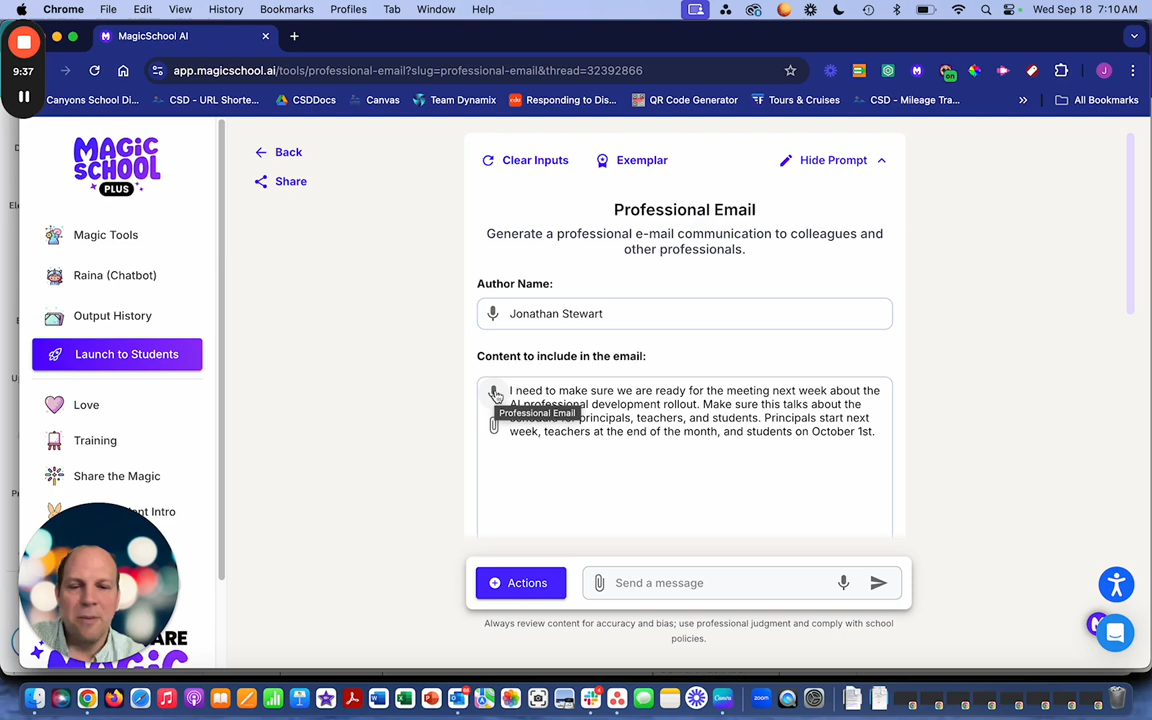 Chrome File Edit View History Bookmarks Profiles Tab Window Help Wed Sep 18 7:10 AM
MagicSchool AI
9:37
app.magicschool.ai/tools/professional-email?slug=professional-email&thread=32392866
Canyons School Di... CSD - URL Shorte... CSDDocs Canvas Team Dynamix Responding to Dis... QR Code Generator Tours & Cruises CSD - Mileage Tra... All Bookmarks
MAGIC
SCHOOL
PLUS
Magic Tools
Raina (Chatbot)
Output History
Launch to Students
Love
Training
Share the Magic
Intro
Back
Share
Clear Inputs Exemplar Hide Prompt
Professional Email
Generate a professional e-mail communication to colleagues and
other professionals.
Author Name:
Jonathan Stewart
Content to include in the email:
I need to make sure we are ready for the meeting next week about the
AI professional development rollout. Make sure this talks about the
principals, teachers, and students. Principals start next
week, teachers at the end of the month, and students on October 1st.
Professional Email
Actions Send a message
Always review content for accuracy and bias; use professional judgment and comply with school
policies.